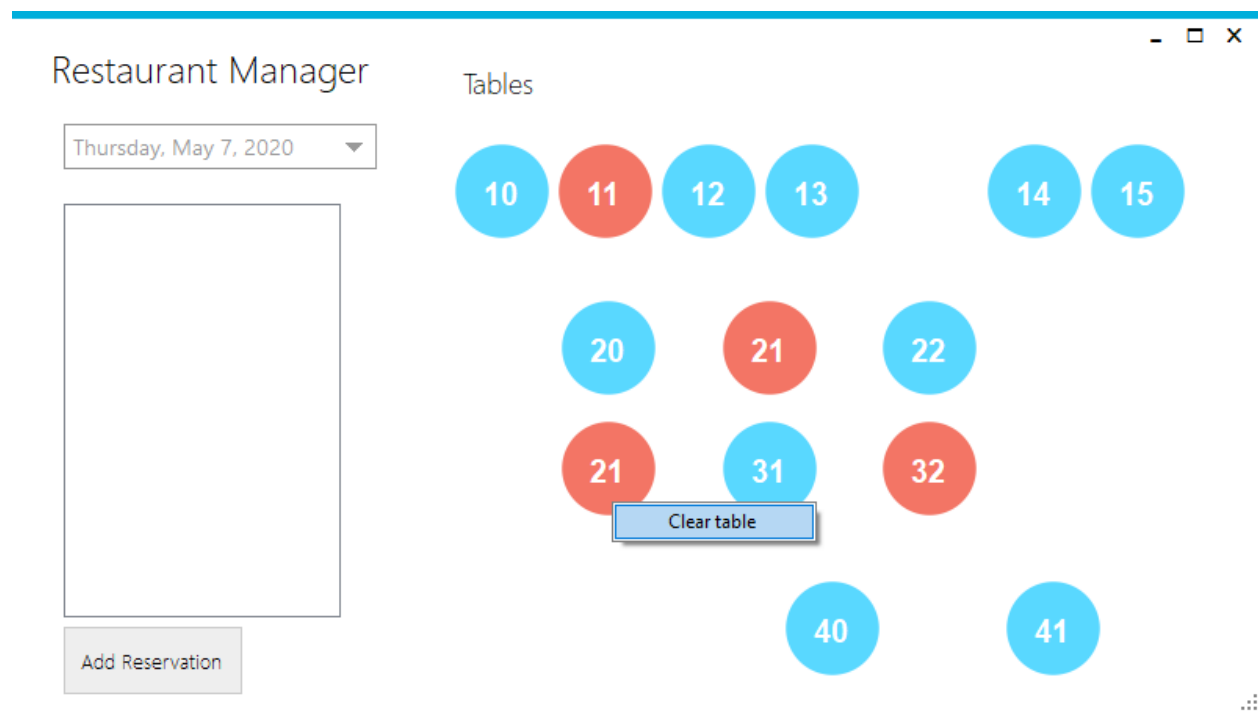 Restaurant Manager
Tables
Thursday, May 7, 2020
10 11 12 13 14 15
20 21 22
21 31 32
Clear table
40 41
Add Reservation